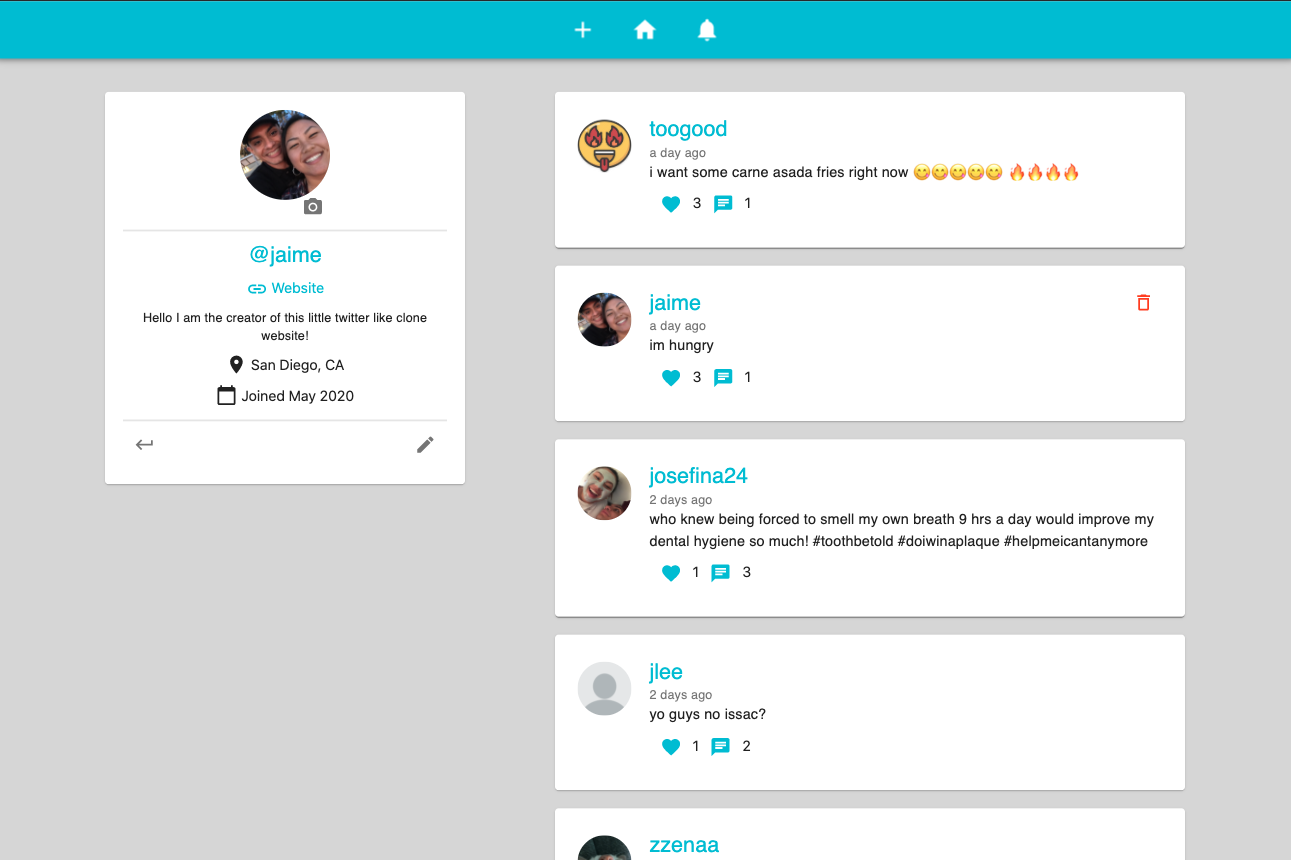 @jaime
Website
Hello I am the creator of this little twitter like clone
website!
San Diego, CA
Joined May 2020
toogood
a day ago
i want some carne asada fries right now 😋😋😋😋😋 🔥🔥🔥🔥
3 1
jaime
a day ago
im hungry
3 1
josefina24
2 days ago
who knew being forced to smell my own breath 9 hrs a day would improve my
dental hygiene so much! #toothbetold #doiwinaplaque #helpmeicantanymore
1 3
jlee
2 days ago
yo guys no issac?
1 2
zzenaa